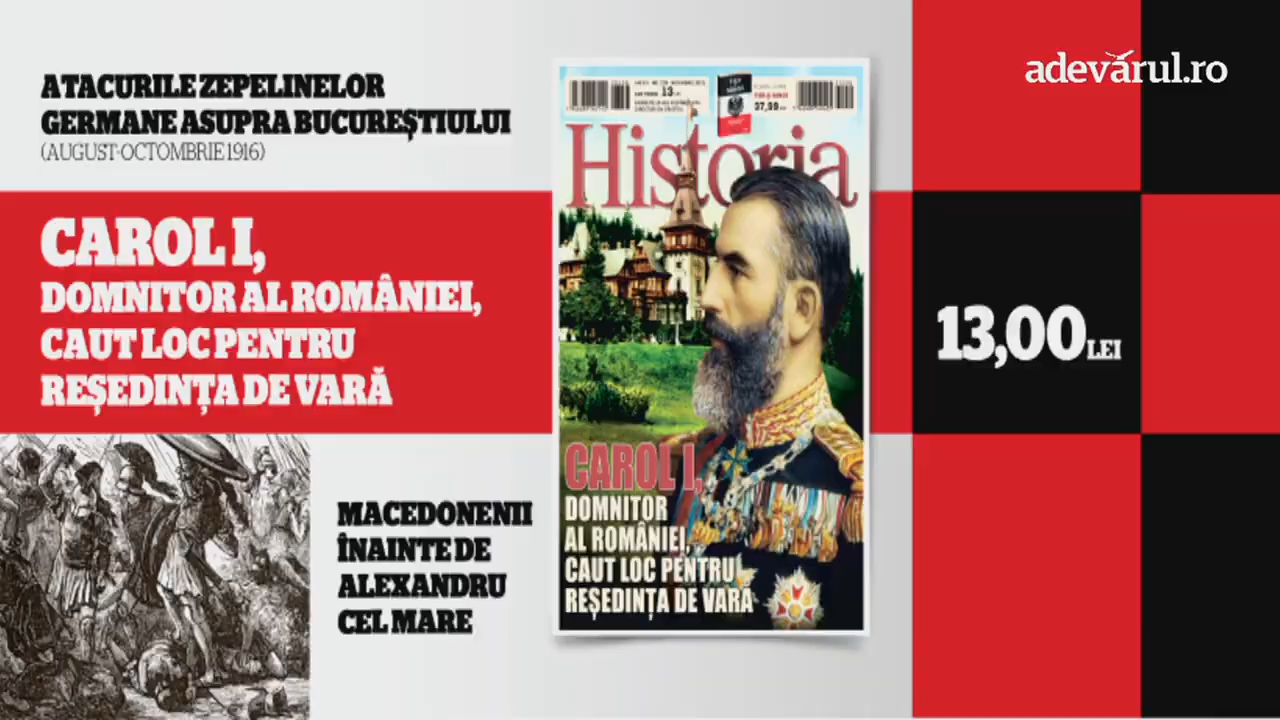 ATACURILE ZEPELINELOR
GERMANE ASUPRA BUCUREȘTIULUI
(AUGUST-OCTOMBRIE 1916)
CAROL I,
DOMNITOR AL ROMÂNIEI,
CAUT LOC PENTRU
REȘEDINȚA DE VARĂ
MACEDONENII
ÎNAINTE DE
ALEXANDRU
CEL MARE
13
37,99
Historia
CAROL I,
DOMNITOR
AL ROMÂNIEI,
CAUT LOC PENTRU
REȘEDINȚA DE VARĂ
adevărul.ro
13,00 LEI